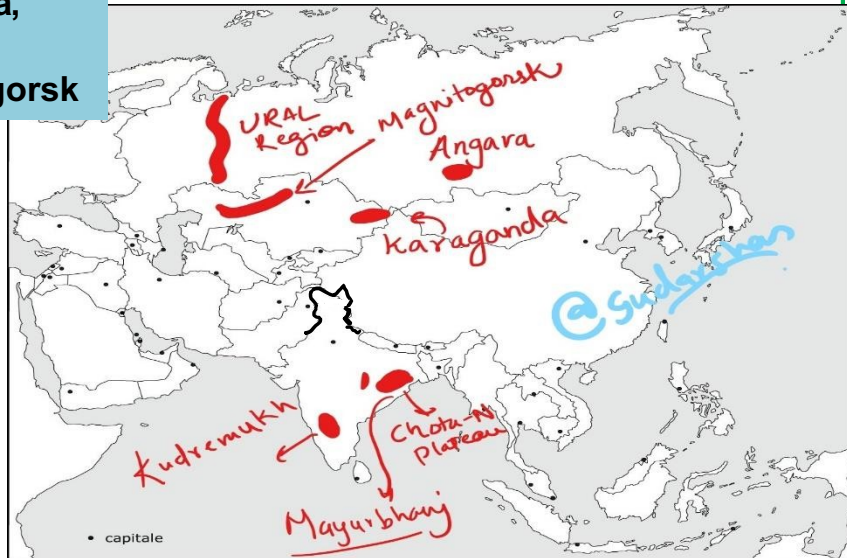 a,
gorsk
URAL
Region
Magnitogorsk
Angara
Karaganda
@Sudarshan
Kudremukh
Chota-N
Plateau
Mayurbhanj
• capitale